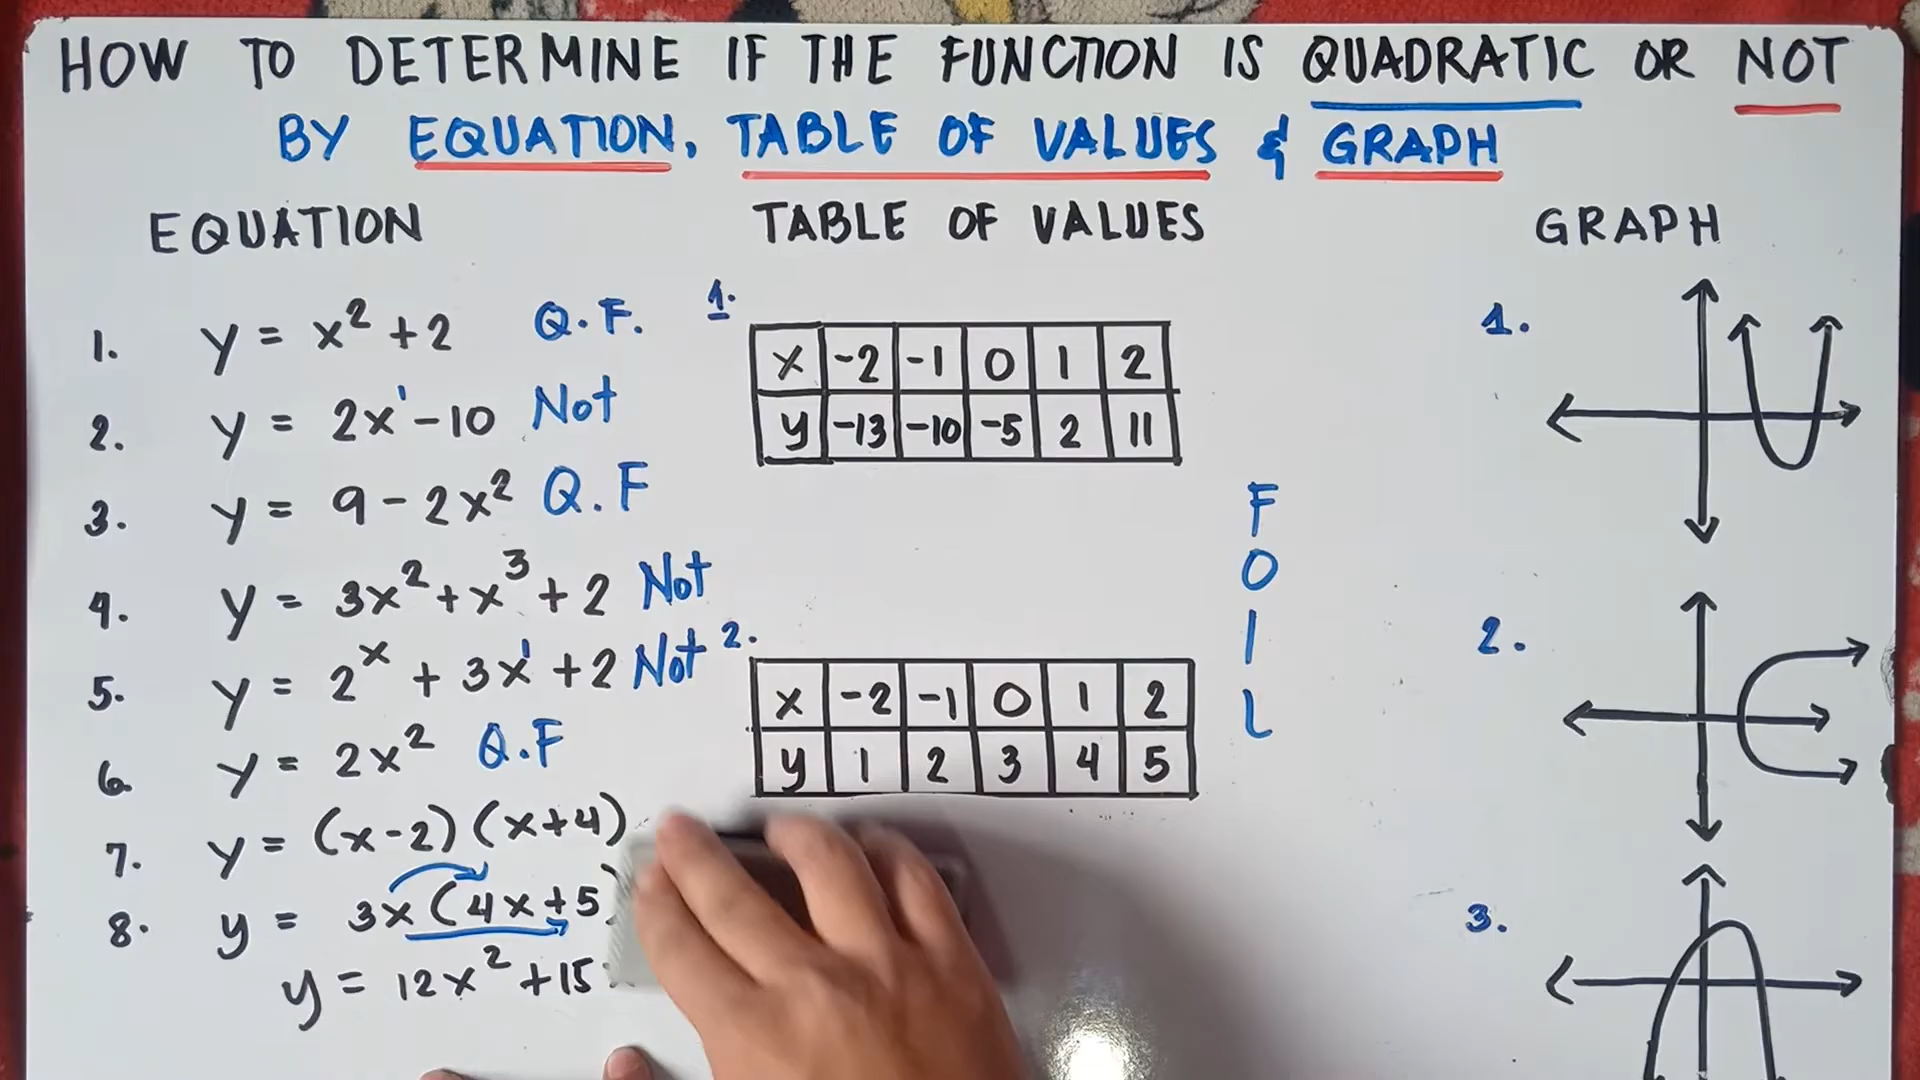 HOW TO DETERMINE IF THE FUNCTION IS QUADRATIC OR NOT
BY EQUATION, TABLE OF VALUES & GRAPH
EQUATION
1. y = x² + 2 Q.F.
2. y = 2x¹ - 10 Not
3. y = 9 - 2x² Q.F
4. y = 3x² + x³ + 2 Not
5. y = 2ˣ + 3x¹ + 2 Not
6. y = 2x² Q.F
7. y = (x-2)(x+4)
8. y = 3x(4x+5)
y = 12x² + 15
TABLE OF VALUES
1.
x -2 -1 0 1 2
y -13 -10 -5 2 11
2.
x -2 -1 0 1 2
y 1 2 3 4 5
F
O
I
L
GRAPH
1.
2.
3.